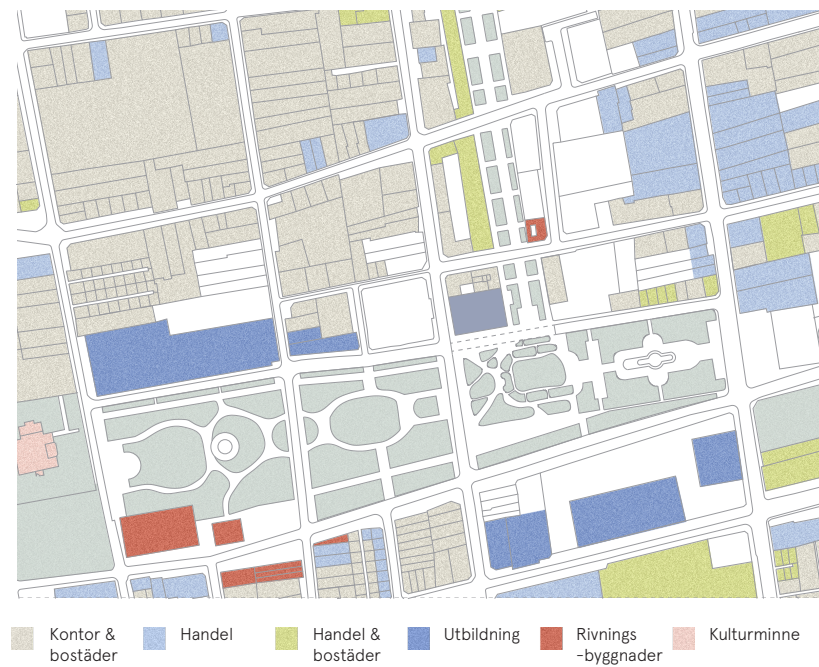 Kontor &
bostäder
Handel
Handel &
bostäder
Utbildning
Rivnings
-byggnader
Kulturminne